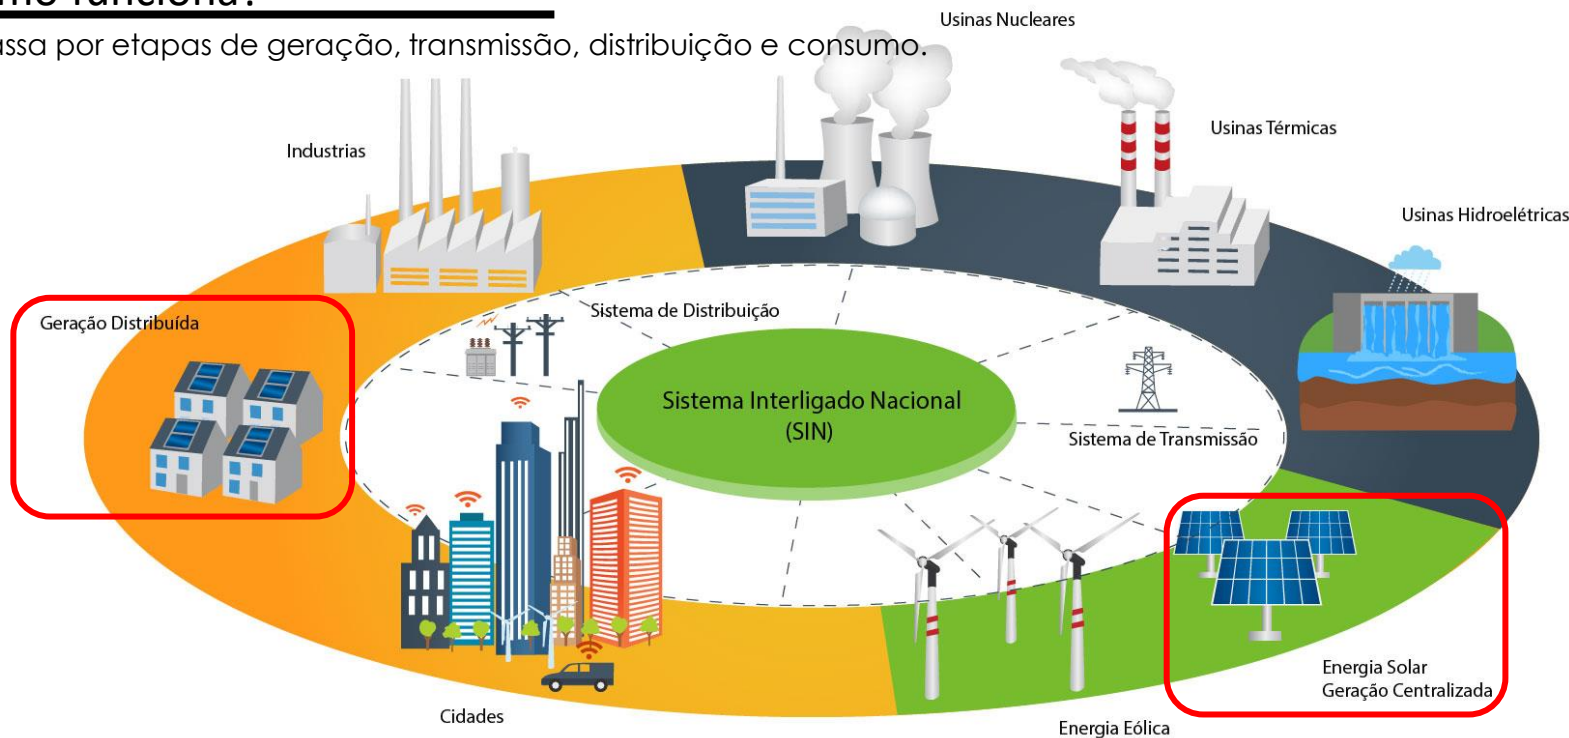 funciona?
por etapas de geração, transmissão, distribuição e consumo.
Usinas Nucleares
Usinas Térmicas
Industrias
Usinas Hidroelétricas
Geração Distribuída
Sistema de Distribuição
Sistema Interligado Nacional
(SIN)
Sistema de Transmissão
Energia Solar
Geração Centralizada
Cidades
Energia Eólica